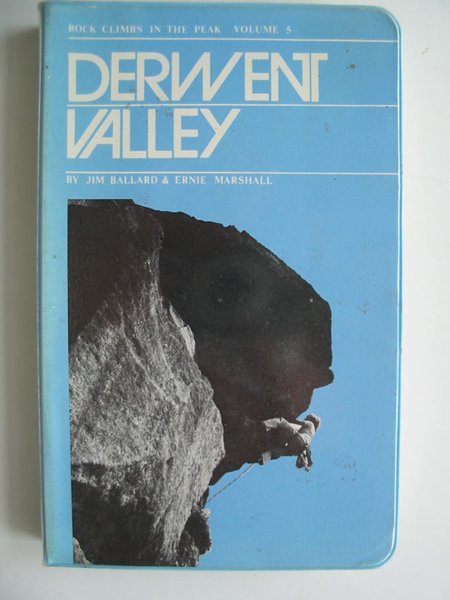 ROCK CLIMBS IN THE PEAK VOLUME 5
DERWENT
VALLEY
BY JIM BALLARD & ERNIE MARSHALL